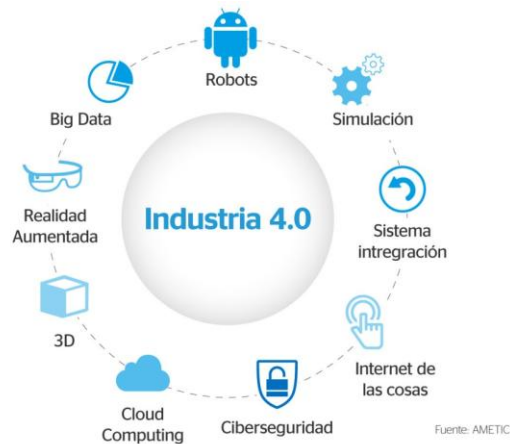 Robots
Big Data
Simulación
Industria 4.0
Realidad
Aumentada
Sistema
intregración
3D
Internet de
las cosas
Cloud
Computing
Ciberseguridad
Fuente: AMETIC